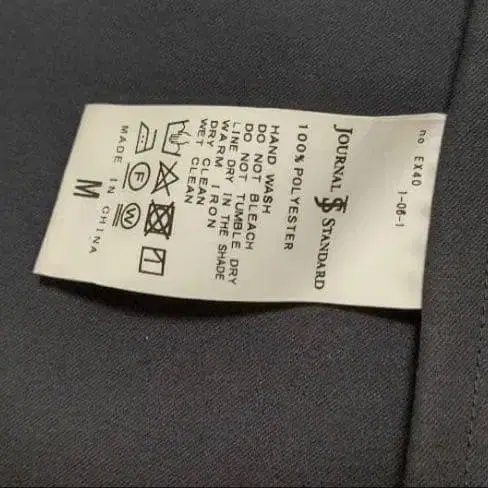 no EX40 1-06-1
JOURNAL JS STANDARD
100% POLYESTER
HAND WASH
DO NOT BLEACH
DO NOT TUMBLE DRY
LINE DRY IN THE SHADE
WARM IRON
DRY CLEAN
WET CLEAN
F W
MADE IN CHINA
M